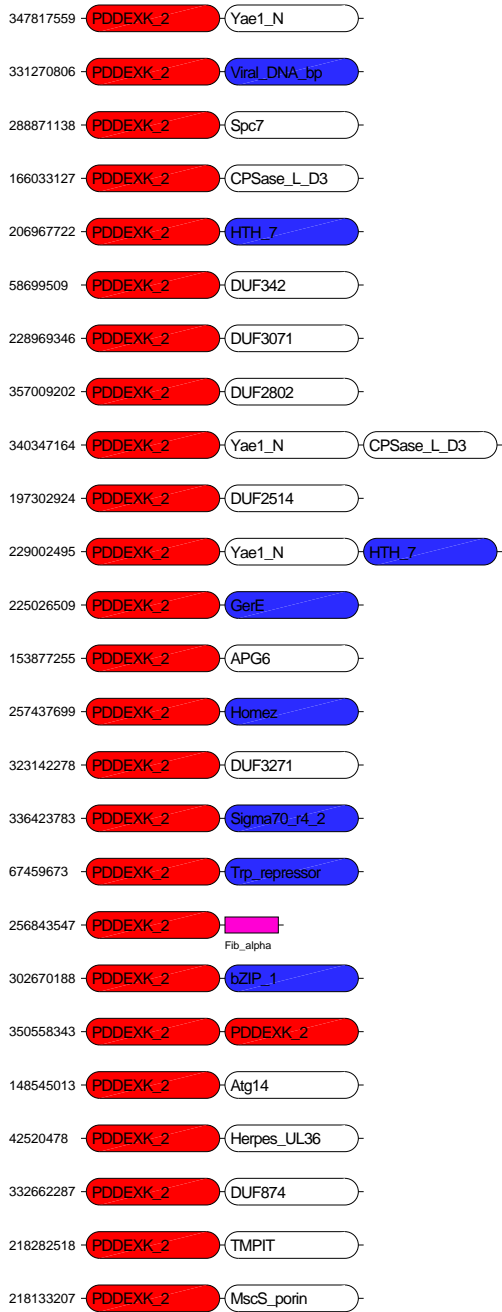 347817559 PDDEXK_2 Yae1_N
331270806 PDDEXK_2 Viral_DNA_bp
288871138 PDDEXK_2 Spc7
166033127 PDDEXK_2 CPSase_L_D3
206967722 PDDEXK_2 HTH_7
58699509 PDDEXK_2 DUF342
228969346 PDDEXK_2 DUF3071
357009202 PDDEXK_2 DUF2802
340347164 PDDEXK_2 Yae1_N CPSase_L_D3
197302924 PDDEXK_2 DUF2514
229002495 PDDEXK_2 Yae1_N HTH_7
225026509 PDDEXK_2 GerE
153877255 PDDEXK_2 APG6
257437699 PDDEXK_2 Homez
323142278 PDDEXK_2 DUF3271
336423783 PDDEXK_2 Sigma70_r4_2
67459673 PDDEXK_2 Trp_repressor
256843547 PDDEXK_2
Fib_alpha
302670188 PDDEXK_2 bZIP_1
350558343 PDDEXK_2 PDDEXK_2
148545013 PDDEXK_2 Atg14
42520478 PDDEXK_2 Herpes_UL36
332662287 PDDEXK_2 DUF874
218282518 PDDEXK_2 TMPIT
218133207 PDDEXK_2 MscS_porin